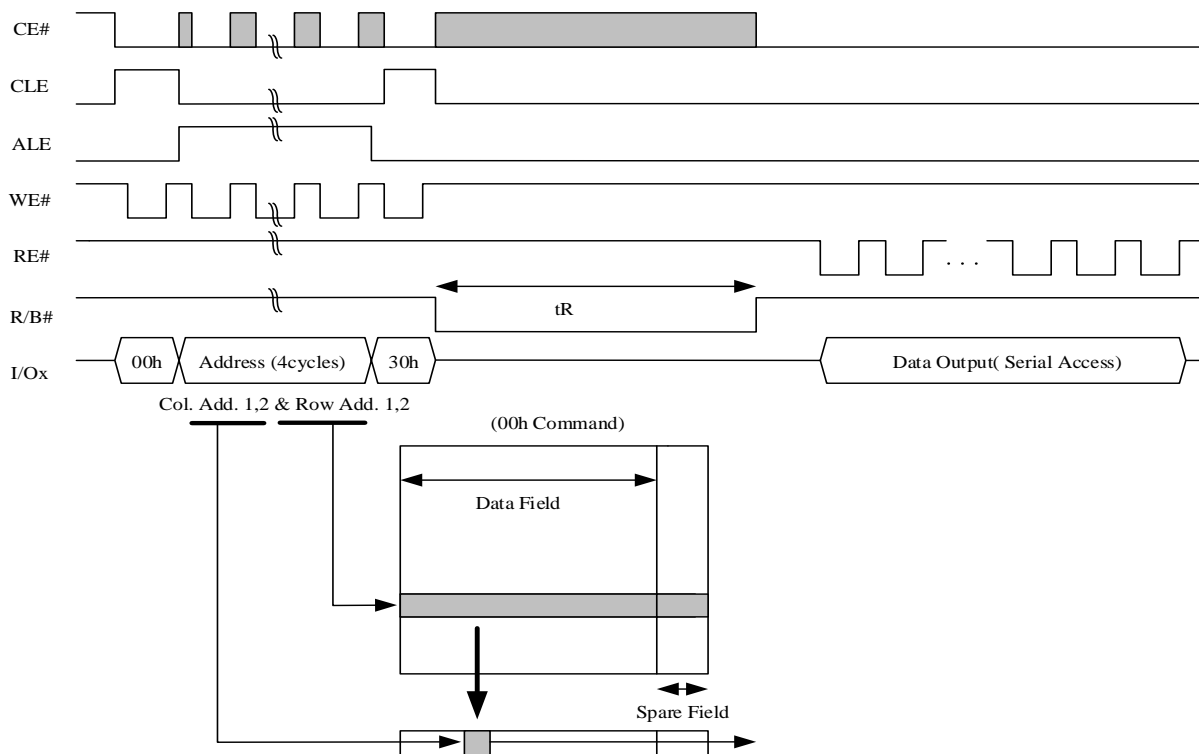 CE#
CLE
ALE
WE#
RE#
. . .
R/B#
tR
I/Ox
00h
Address (4cycles)
30h
Data Output( Serial Access)
Col. Add. 1,2 & Row Add. 1,2
(00h Command)
Data Field
Spare Field